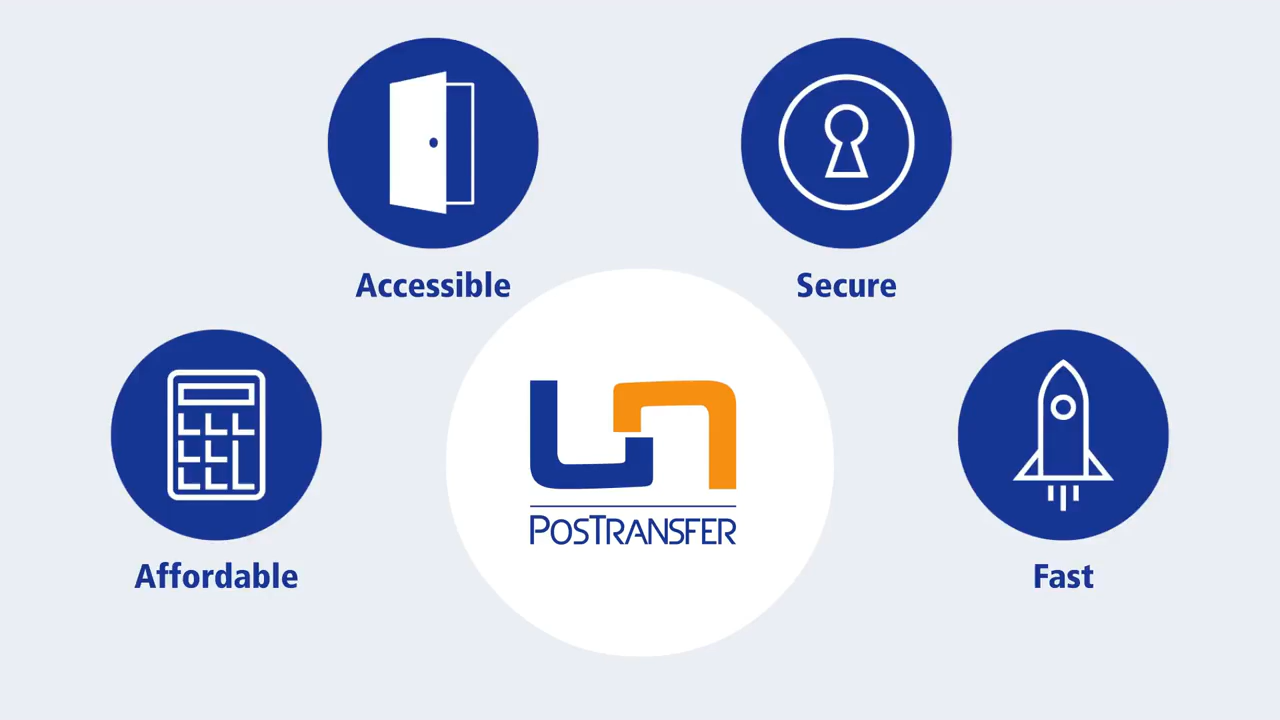 Accessible
Secure
Affordable
POSTRANSFER
Fast